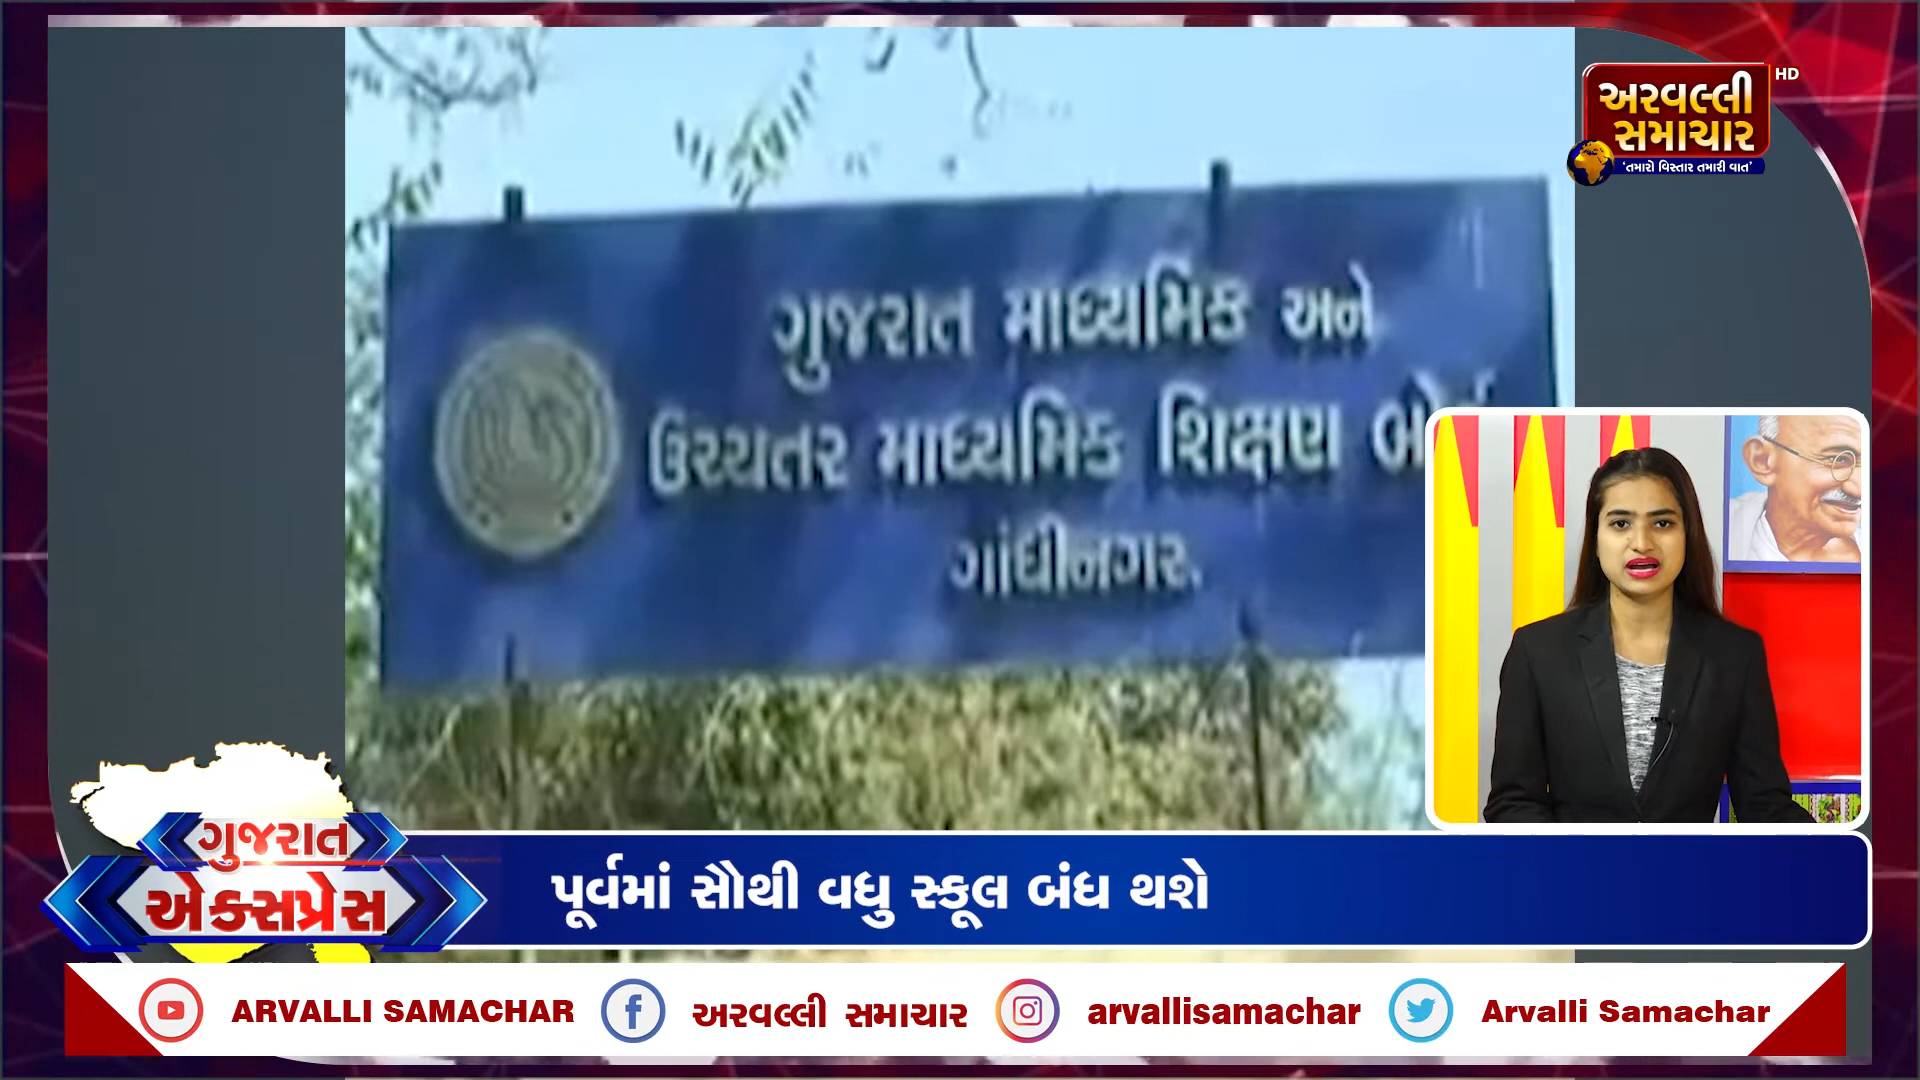 અરવલ્લી
સમાચાર
HD
‘તમારો વિસ્તાર તમારી વાત’
ગુજરાત માધ્યમિક અને
ઉચ્ચતર માધ્યમિક શિક્ષણ
ગાંધીનગર.
ગુજરાત
એક્સપ્રેસ
પૂર્વમાં સૌથી વધુ સ્કૂલ બંધ થશે
ARVALLI SAMACHAR અરવલ્લી સમાચાર arvallisamachar Arvalli Samachar